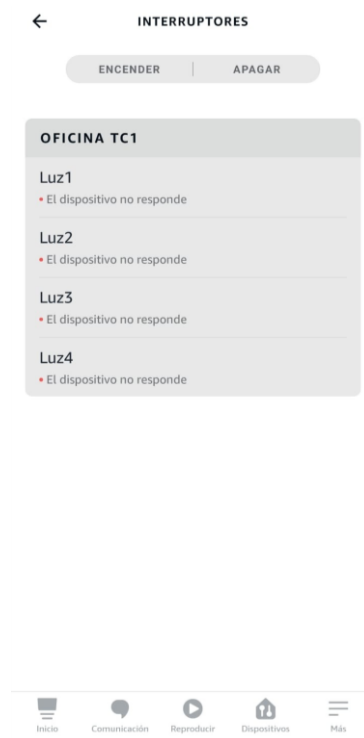 INTERRUPTORES
ENCENDER APAGAR
OFICINA TC1
Luz1
• El dispositivo no responde
Luz2
• El dispositivo no responde
Luz3
• El dispositivo no responde
Luz4
• El dispositivo no responde
Inicio Comunicación Reproducir Dispositivos Más